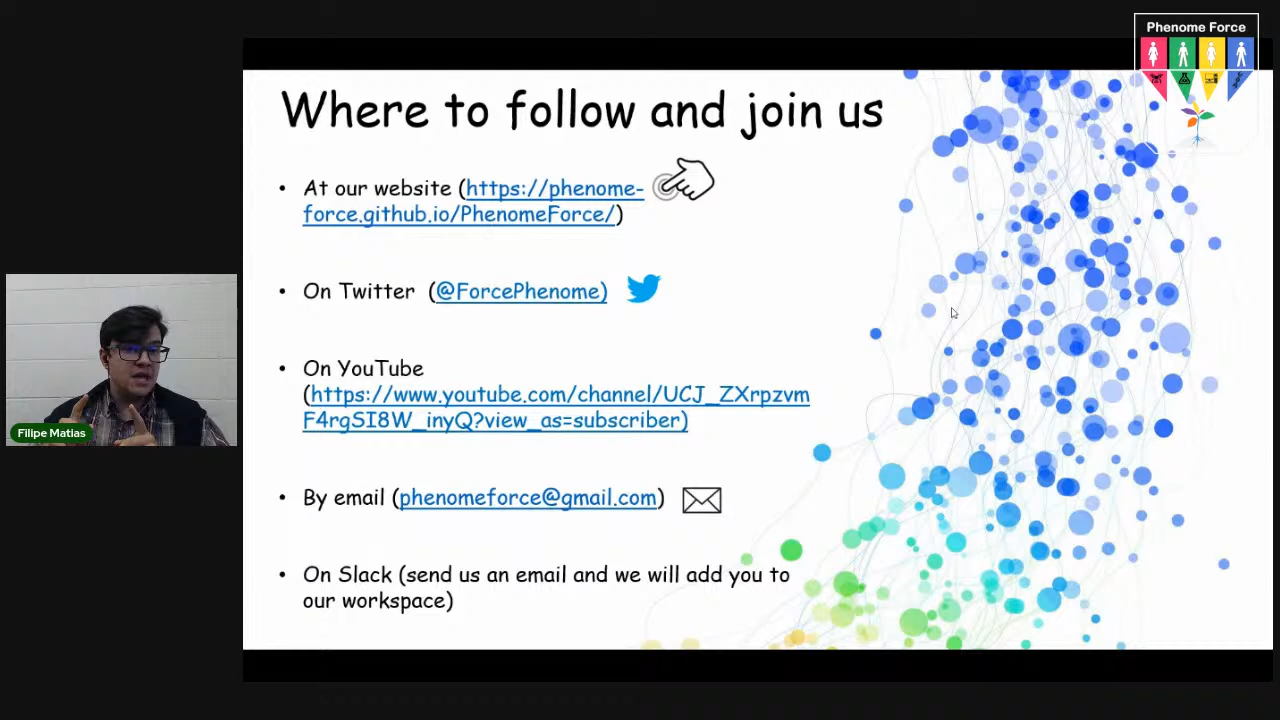 Phenome Force
Where to follow and join us
• At our website (https://phenome-
force.github.io/PhenomeForce/)
• On Twitter (@ForcePhenome)
• On YouTube
(https://www.youtube.com/channel/UCJ_ZXrpzvm
F4rgSI8W_inyQ?view_as=subscriber)
• By email (phenomeforce@gmail.com)
• On Slack (send us an email and we will add you to
our workspace)
Filipe Matias